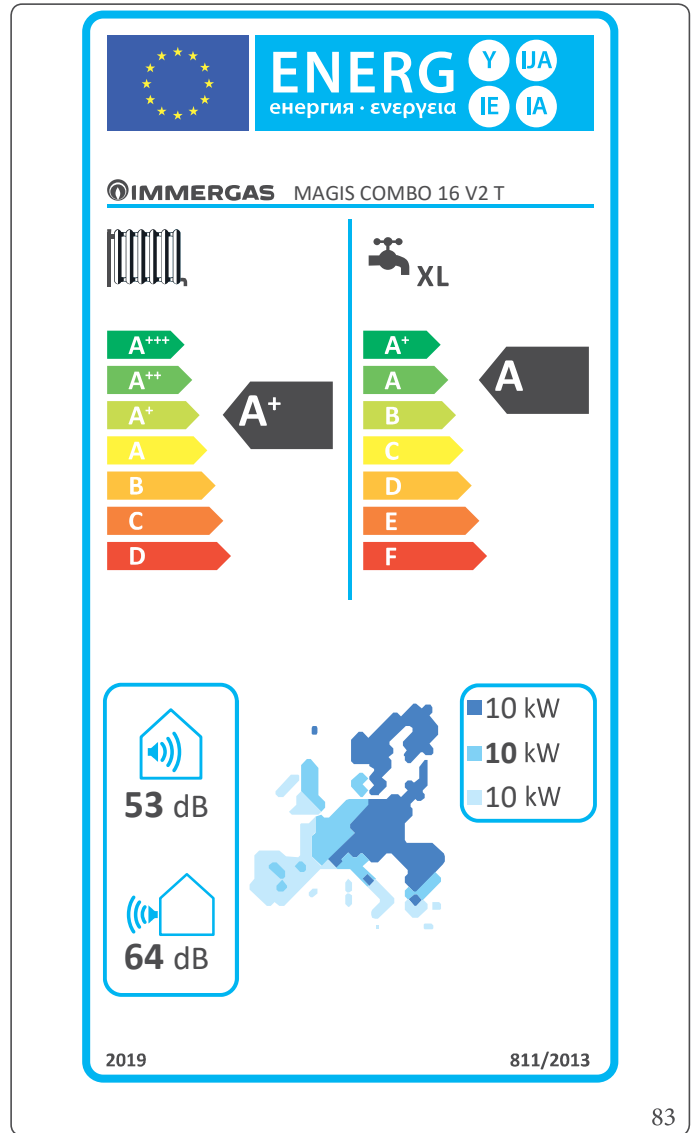 ENERG Y IJA
енергия · ενεργεια IE IA
IMMERGAS MAGIS COMBO 16 V2 T
XL
A+++
A++
A+
A
B
C
D
A+
A+
A
B
C
D
E
F
A
53 dB
64 dB
10 kW
10 kW
10 kW
2019
811/2013
83